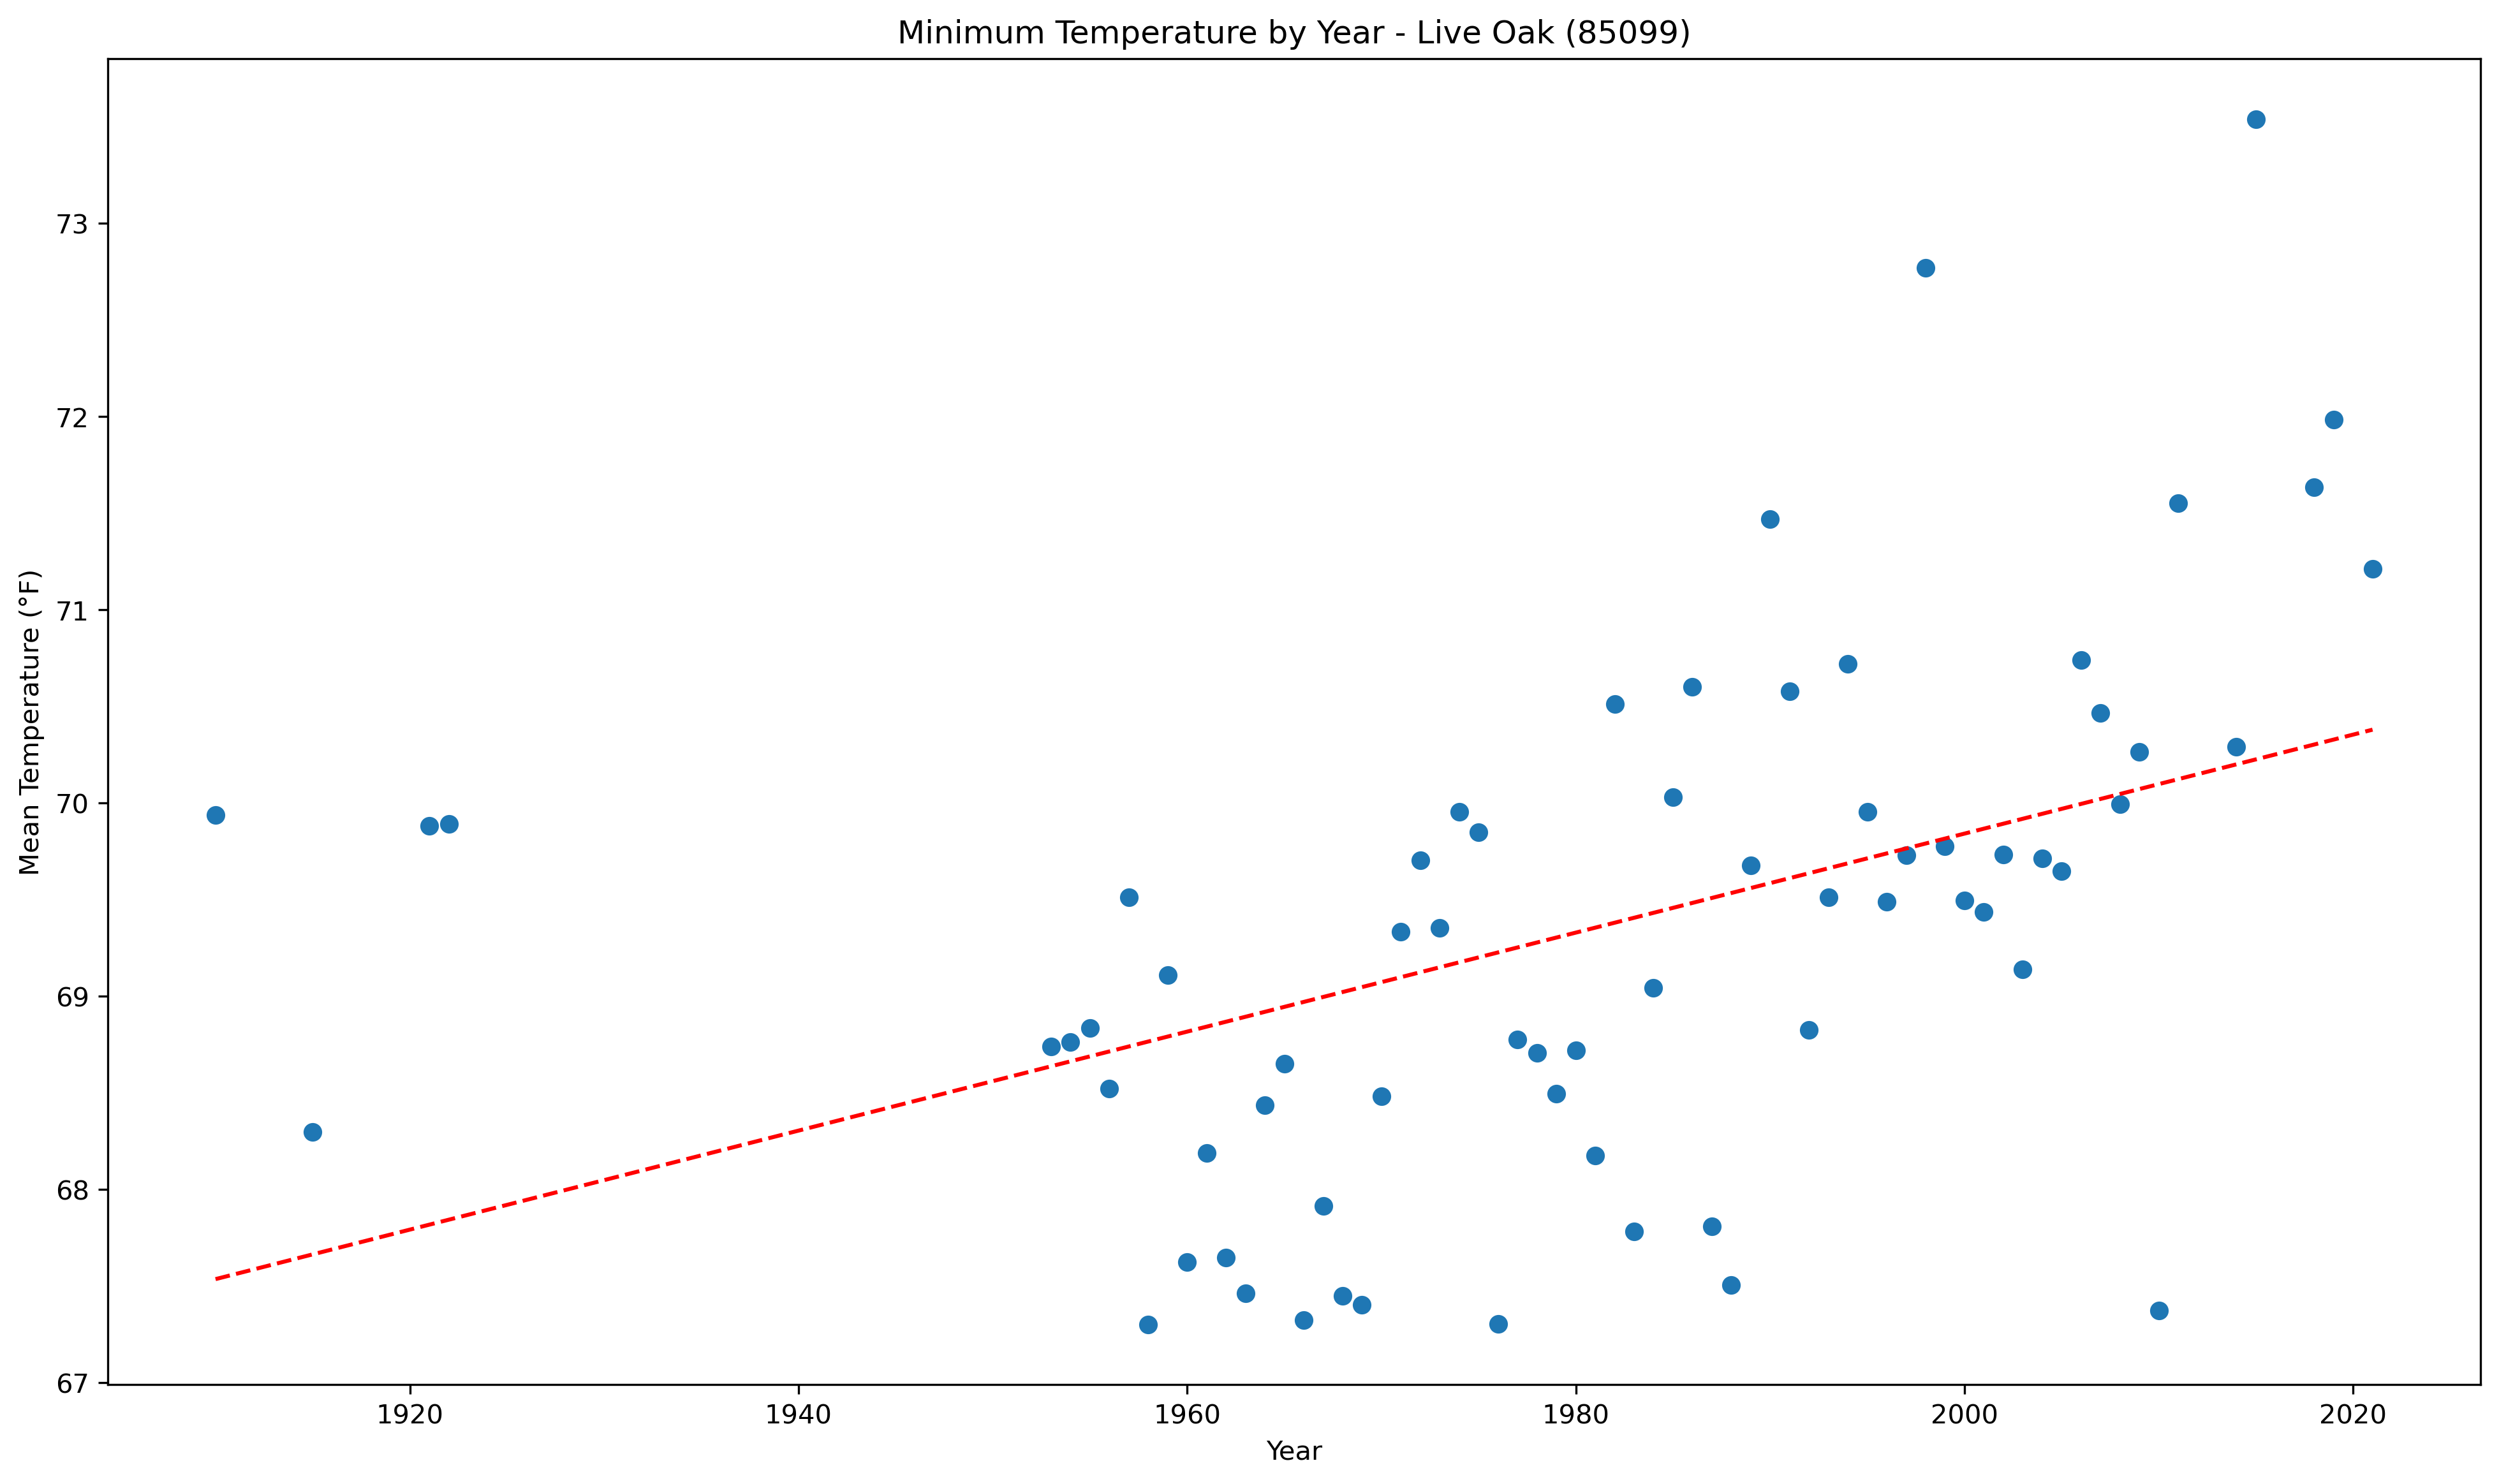 Minimum Temperature by Year - Live Oak (85099)
Mean Temperature (°F)
73
72
71
70
69
68
67
1920 1940 1960 1980 2000 2020
Year